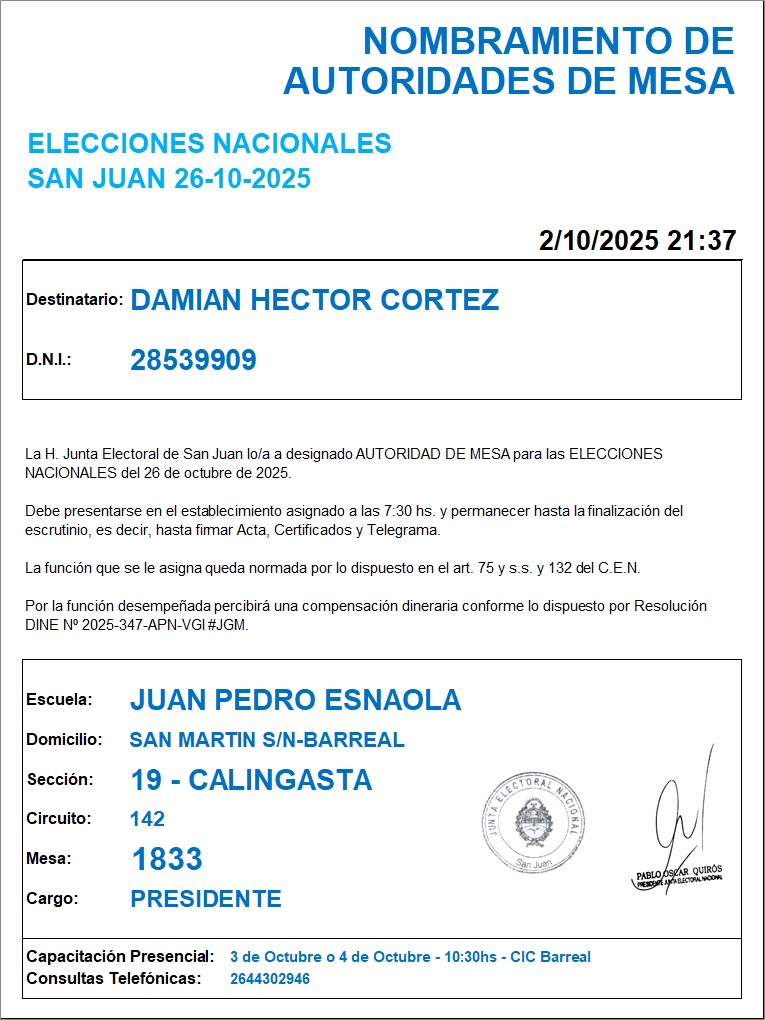 NOMBRAMIENTO DE
AUTORIDADES DE MESA
ELECCIONES NACIONALES
SAN JUAN 26-10-2025
2/10/2025 21:37
Destinatario: DAMIAN HECTOR CORTEZ
D.N.I.: 28539909
La H. Junta Electoral de San Juan lo/a a designado AUTORIDAD DE MESA para las ELECCIONES
NACIONALES del 26 de octubre de 2025.
Debe presentarse en el establecimiento asignado a las 7:30 hs. y permanecer hasta la finalización del
escrutinio, es decir, hasta firmar Acta, Certificados y Telegrama.
La función que se le asigna queda normada por lo dispuesto en el art. 75 y s.s. y 132 del C.E.N.
Por la función desempeñada percibirá una compensación dineraria conforme lo dispuesto por Resolución
DINE Nº 2025-347-APN-VGI#JGM.
Escuela: JUAN PEDRO ESNAOLA
Domicilio: SAN MARTIN S/N-BARREAL
Sección: 19 - CALINGASTA
Circuito: 142
Mesa: 1833
Cargo: PRESIDENTE
JUNTA ELECTORAL NACIONAL
San Juan
PABLO OSCAR QUIRÓS
PRESIDENTE JUNTA ELECTORAL NACIONAL
Capacitación Presencial: 3 de Octubre o 4 de Octubre - 10:30hs - CIC Barreal
Consultas Telefónicas: 2644302946